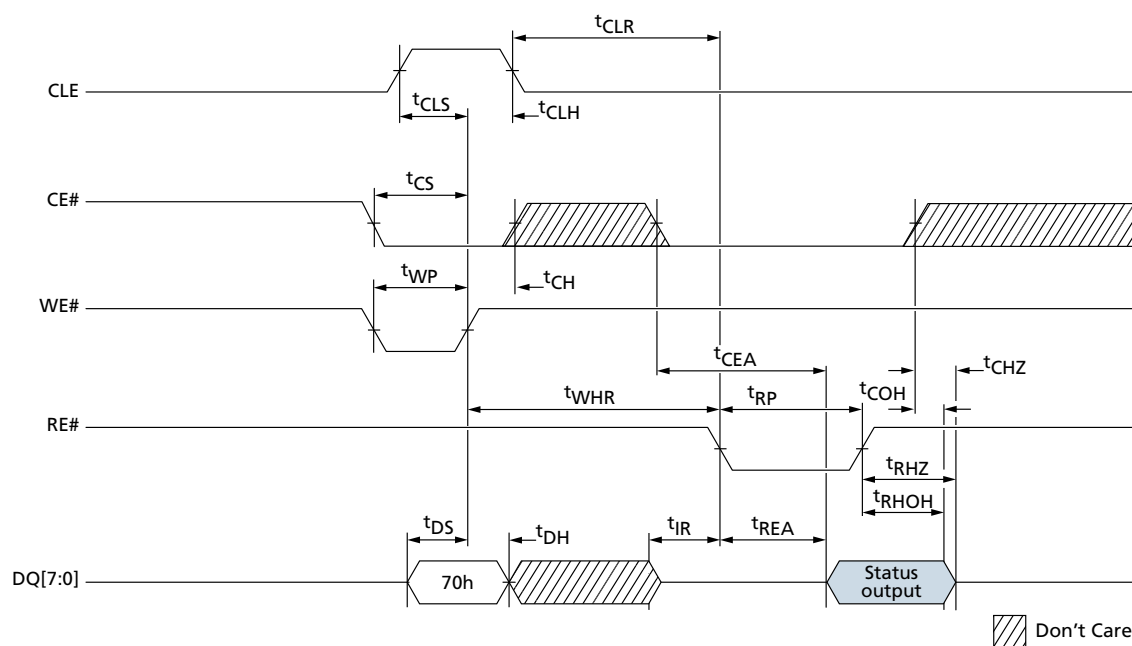 tCLR
CLE
tCLS
tCLH
tCS
CE#
tWP
tCH
WE#
tCEA
tCHZ
tWHR
tRP
tCOH
RE#
tRHZ
tRHOH
tDS
tDH
tIR
tREA
DQ[7:0]
70h
Status
output
Don't Care